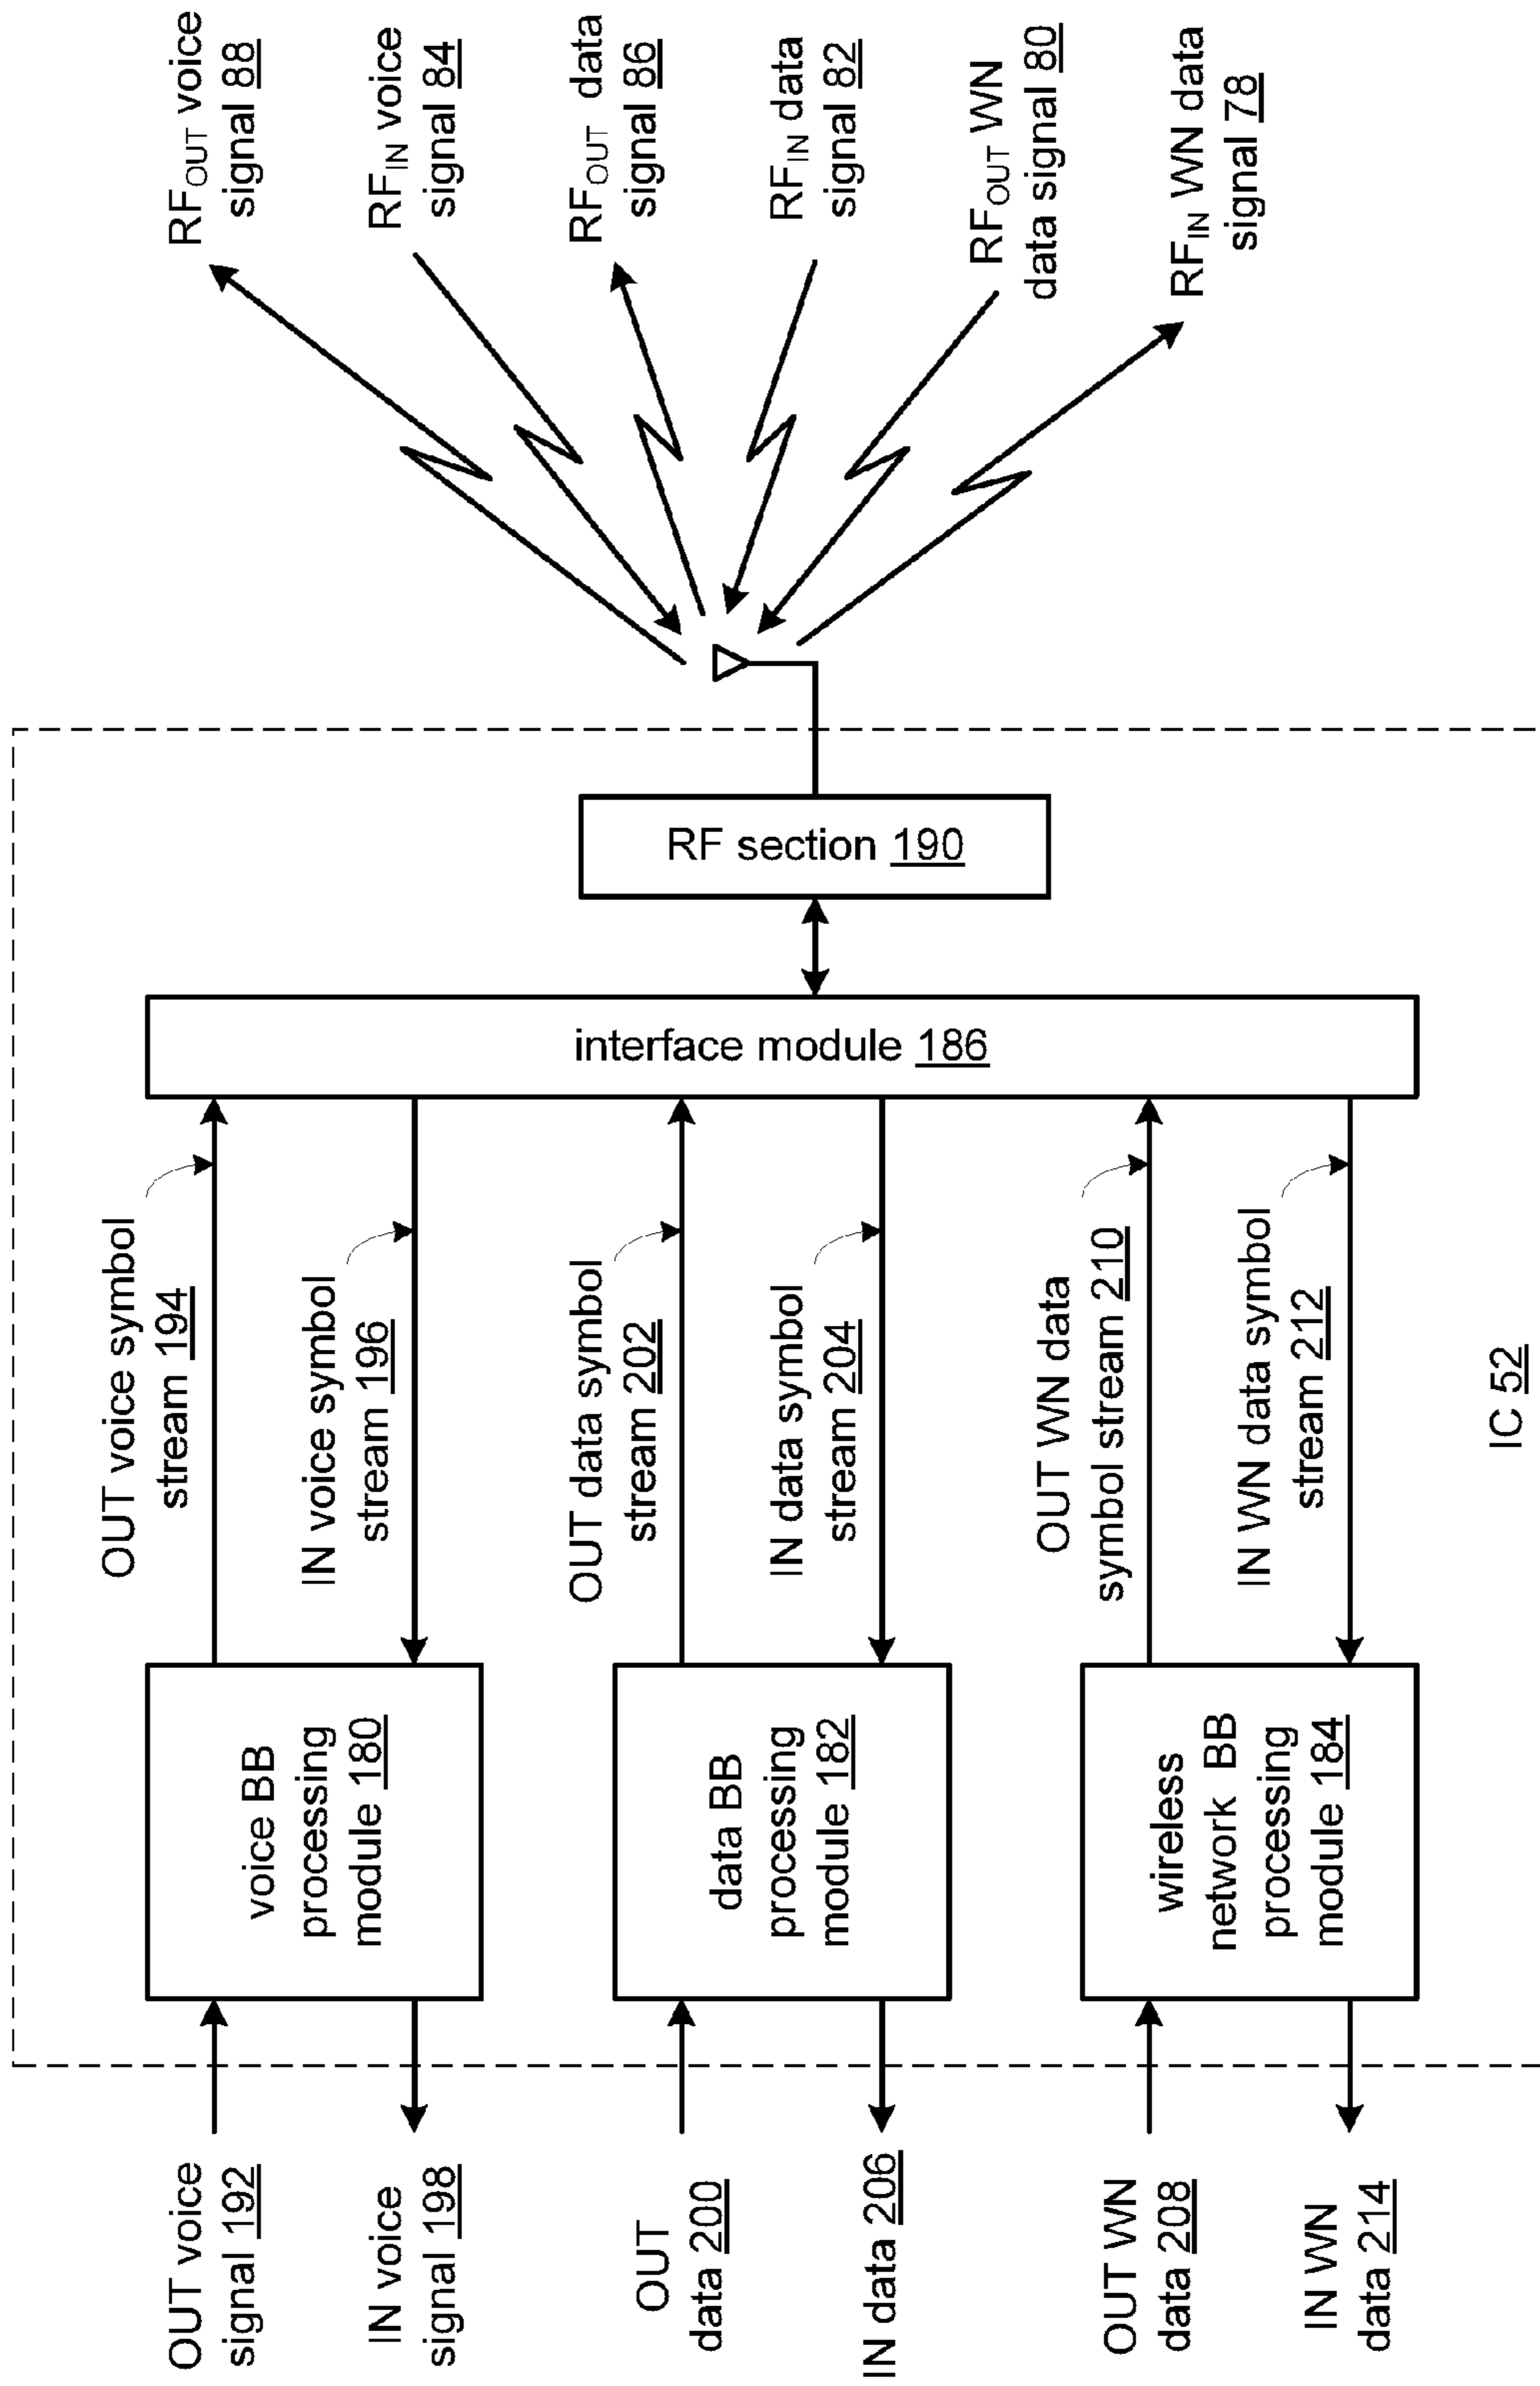 OUT voice
signal 192
IN voice
signal 198
OUT
data 200
IN data 206
OUT WN
data 208
IN WN
data 214
voice BB
processing
module 180
data BB
processing
module 182
wireless
network BB
processing
module 184
OUT voice symbol
stream 194
IN voice symbol
stream 196
OUT data symbol
stream 202
IN data symbol
stream 204
OUT WN data
symbol stream 210
IN WN data symbol
stream 212
interface module 186
RF section 190
RFOUT voice
signal 88
RFIN voice
signal 84
RFOUT data
signal 86
RFIN data
signal 82
RFOUT WN
data signal 80
RFIN WN data
signal 78
IC 52